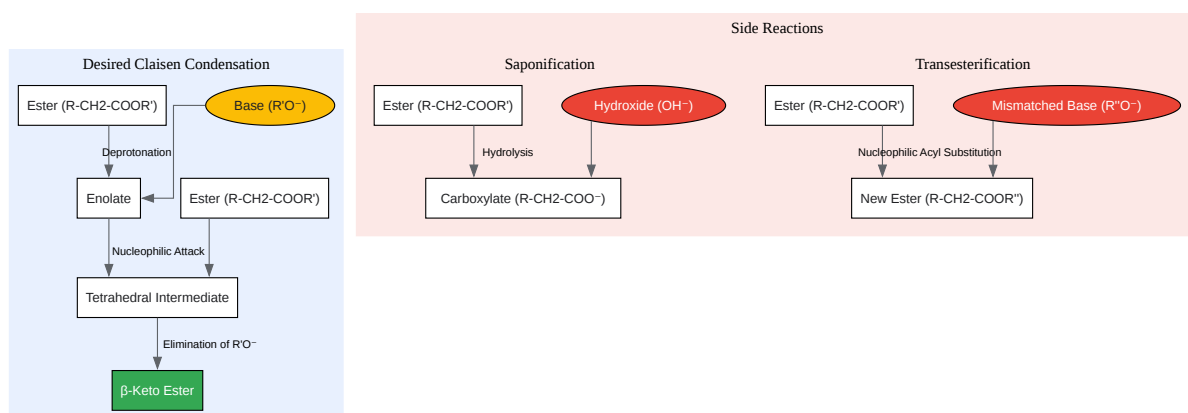 Side Reactions
Desired Claisen Condensation
Saponification
Transesterification
Ester (R-CH2-COOR')
Base (R'O⁻)
Ester (R-CH2-COOR')
Hydroxide (OH⁻)
Ester (R-CH2-COOR')
Mismatched Base (R''O⁻)
Deprotonation
Hydrolysis
Nucleophilic Acyl Substitution
Enolate
Ester (R-CH2-COOR')
Carboxylate (R-CH2-COO⁻)
New Ester (R-CH2-COOR'')
Nucleophilic Attack
Tetrahedral Intermediate
Elimination of R'O⁻
β-Keto Ester